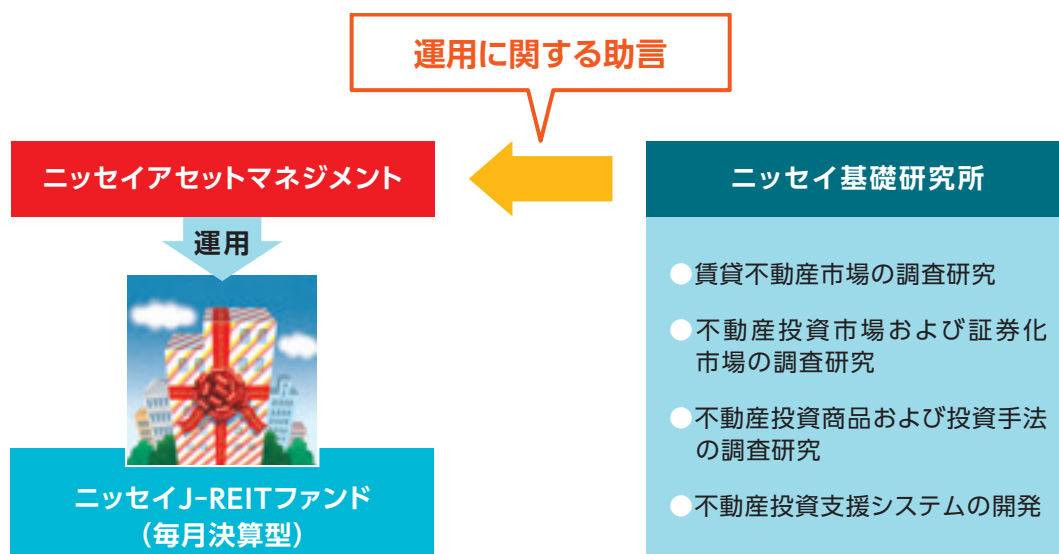 運用に関する助言
ニッセイアセットマネジメント
運用
ニッセイJ-REITファンド
(毎月決算型)
ニッセイ基礎研究所
●賃貸不動産市場の調査研究
●不動産投資市場および証券化
市場の調査研究
●不動産投資商品および投資手法
の調査研究
●不動産投資支援システムの開発